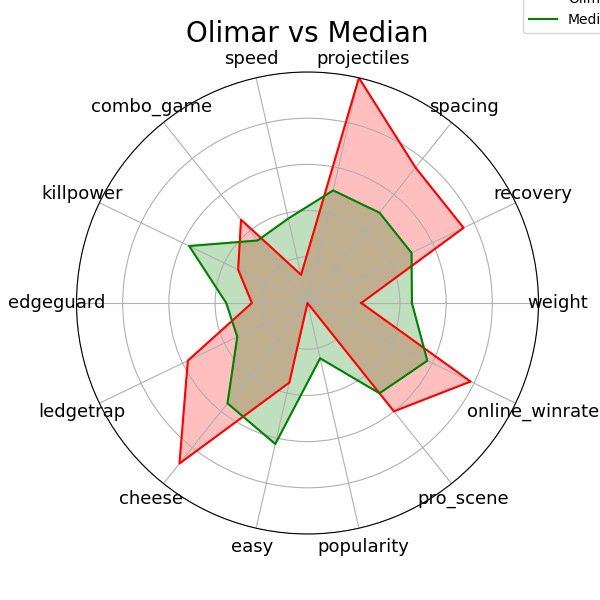 Olimar vs Median
speed
projectiles
combo_game
spacing
killpower
recovery
edgeguard
weight
ledgetrap
online_winrate
cheese
pro_scene
easy
popularity